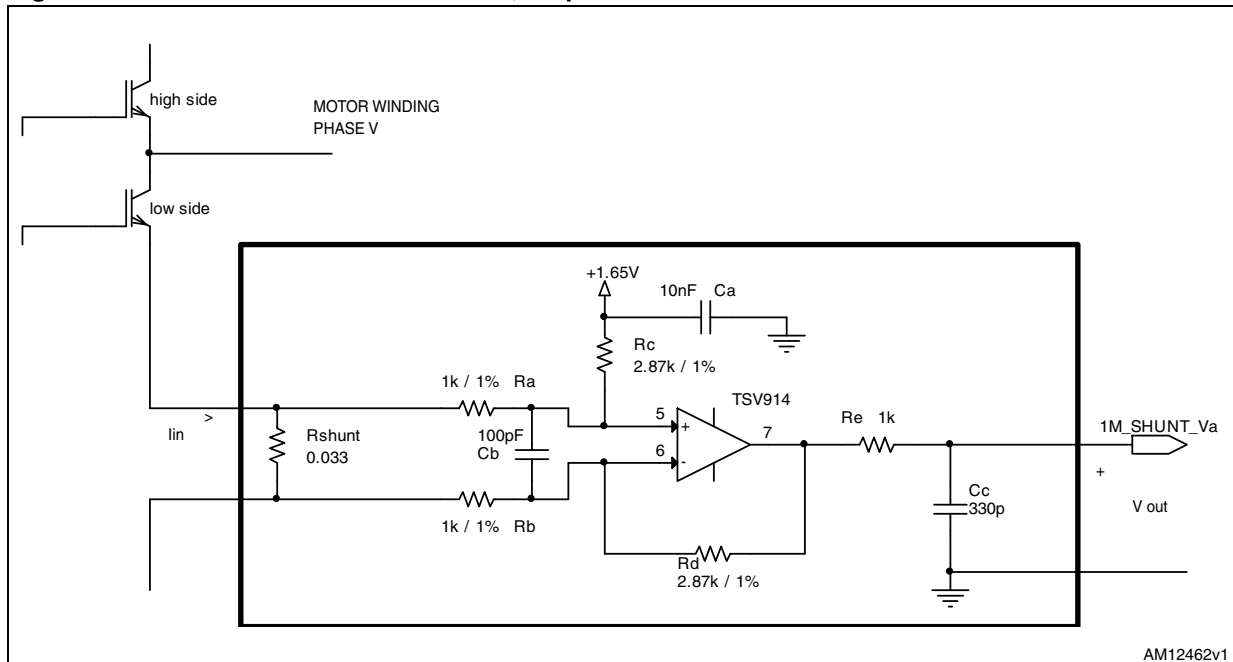 high side
MOTOR WINDING
PHASE V
low side
+1.65V
10nF Ca
Rc
2.87k / 1%
1k / 1% Ra
TSV914
5
+
7
Re 1k
1M_SHUNT_Va
>
Iin
Rshunt
0.033
100pF
Cb
6
-
+
Cc
330p
V out
1k / 1% Rb
Rd
2.87k / 1%
AM12462v1